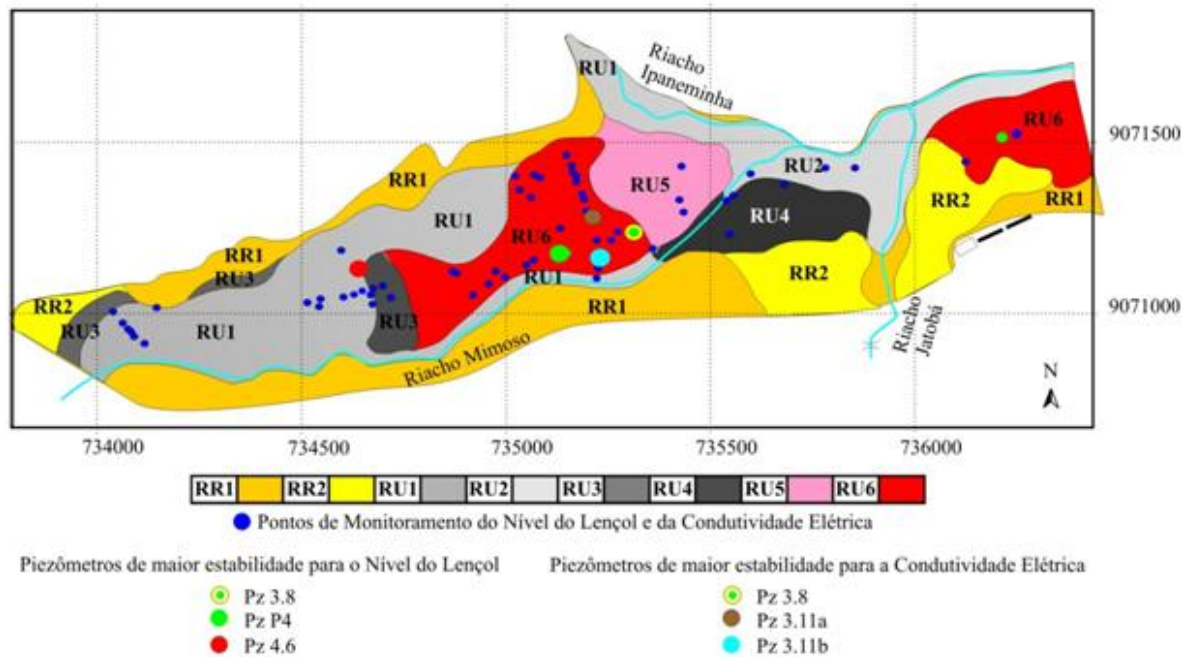 RU1
Riacho
Ipaneminha
RU6
9071500
RU2
RR1
RU5
RR2
RR1
RU1
RU4
RU6
RR1
RU3
RU1
RR2
RR2
RR1
RU3
RU1
RU3
9071000
Riacho Mimoso
Riacho
Jatobá
N
734000 734500 735000 735500 736000
RR1 RR2 RU1 RU2 RU3 RU4 RU5 RU6
Pontos de Monitoramento do Nível do Lençol e da Condutividade Elétrica
Piezômetros de maior estabilidade para o Nível do Lençol
Pz 3.8
Pz P4
Pz 4.6
Piezômetros de maior estabilidade para a Condutividade Elétrica
Pz 3.8
Pz 3.11a
Pz 3.11b